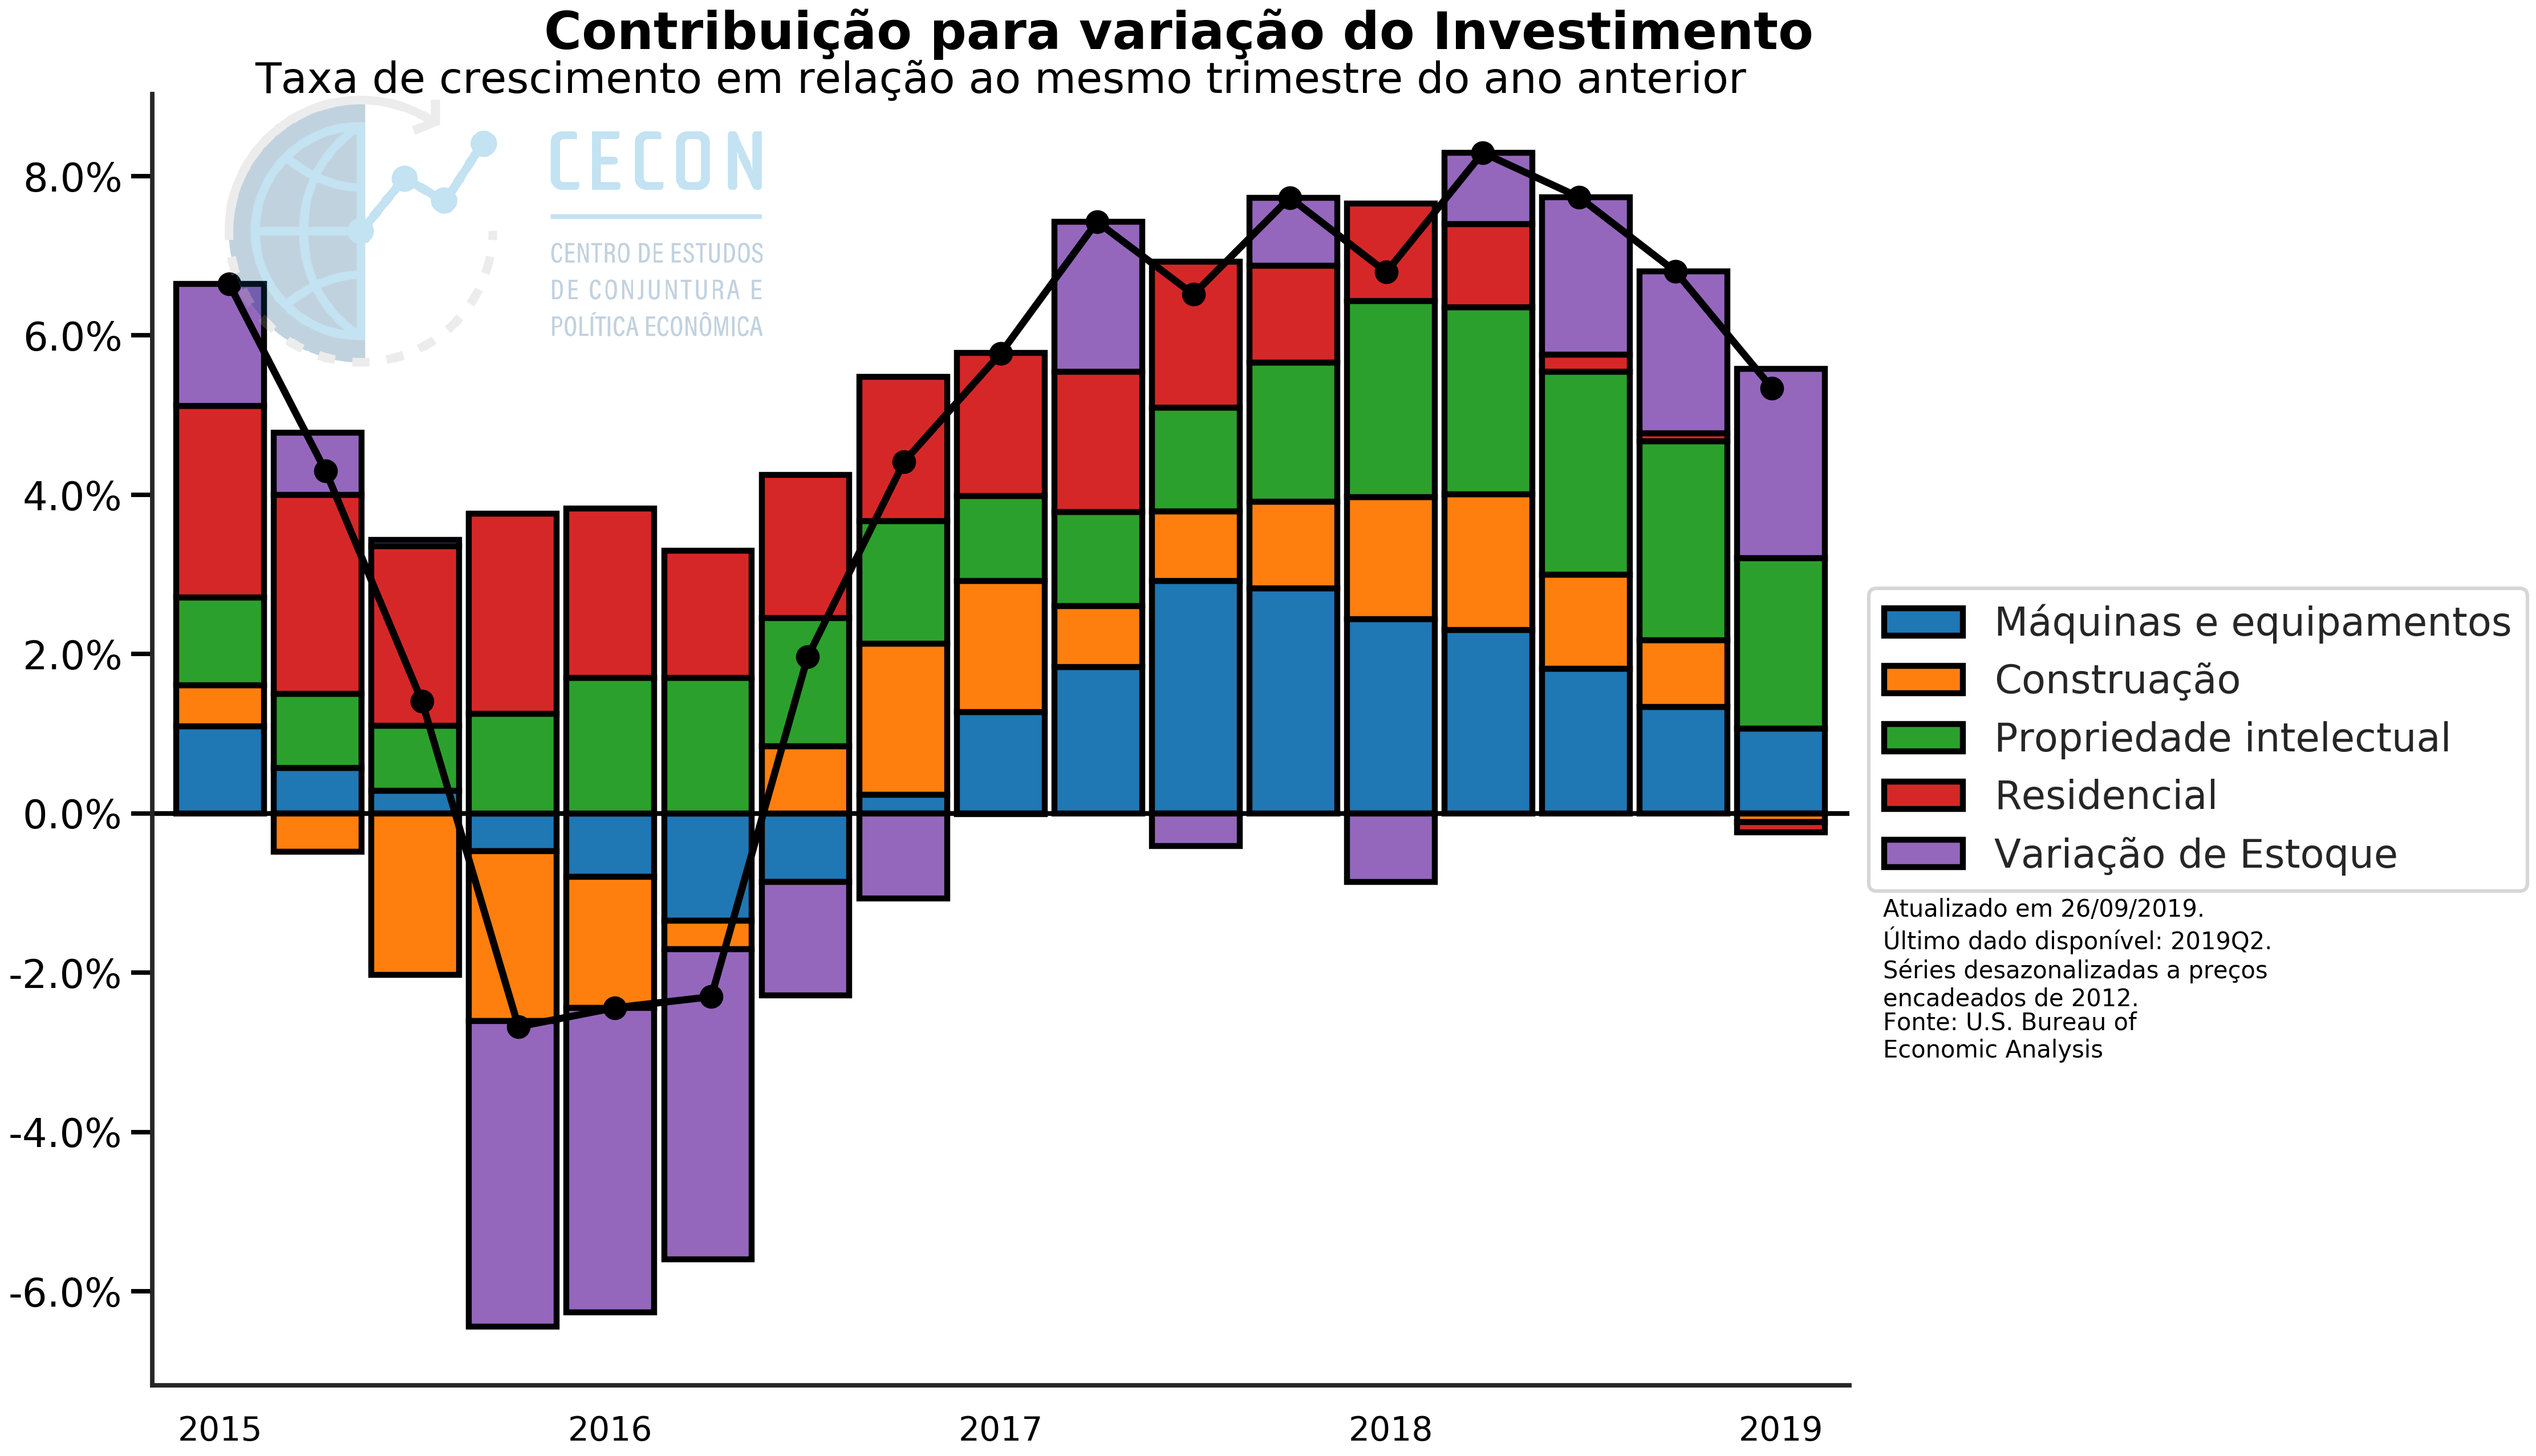 Contribuição para variação do Investimento
Taxa de crescimento em relação ao mesmo trimestre do ano anterior
CECON
CENTRO DE ESTUDOS
DE CONJUNTURA E
POLÍTICA ECONÔMICA
8.0%
6.0%
4.0%
2.0%
0.0%
-2.0%
-4.0%
-6.0%
2015 2016 2017 2018 2019
Máquinas e equipamentos
Construação
Propriedade intelectual
Residencial
Variação de Estoque
Atualizado em 26/09/2019.
Último dado disponível: 2019Q2.
Séries desazonalizadas a preços
encadeados de 2012.
Fonte: U.S. Bureau of
Economic Analysis